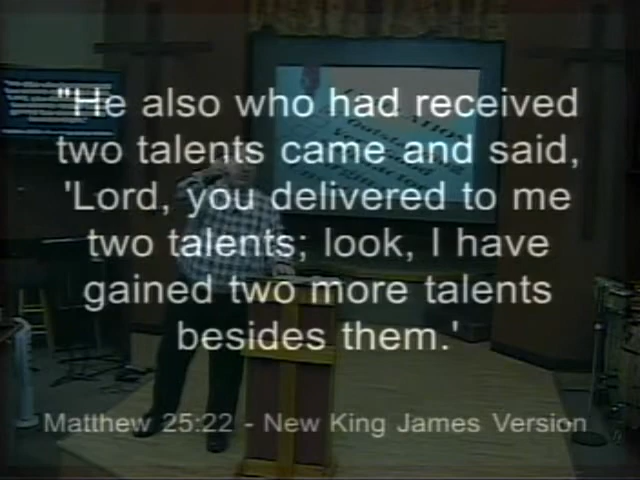 "He also who had received
two talents came and said,
'Lord, you delivered to me
two talents; look, I have
gained two more talents
besides them.'
Matthew 25:22 - New King James Version